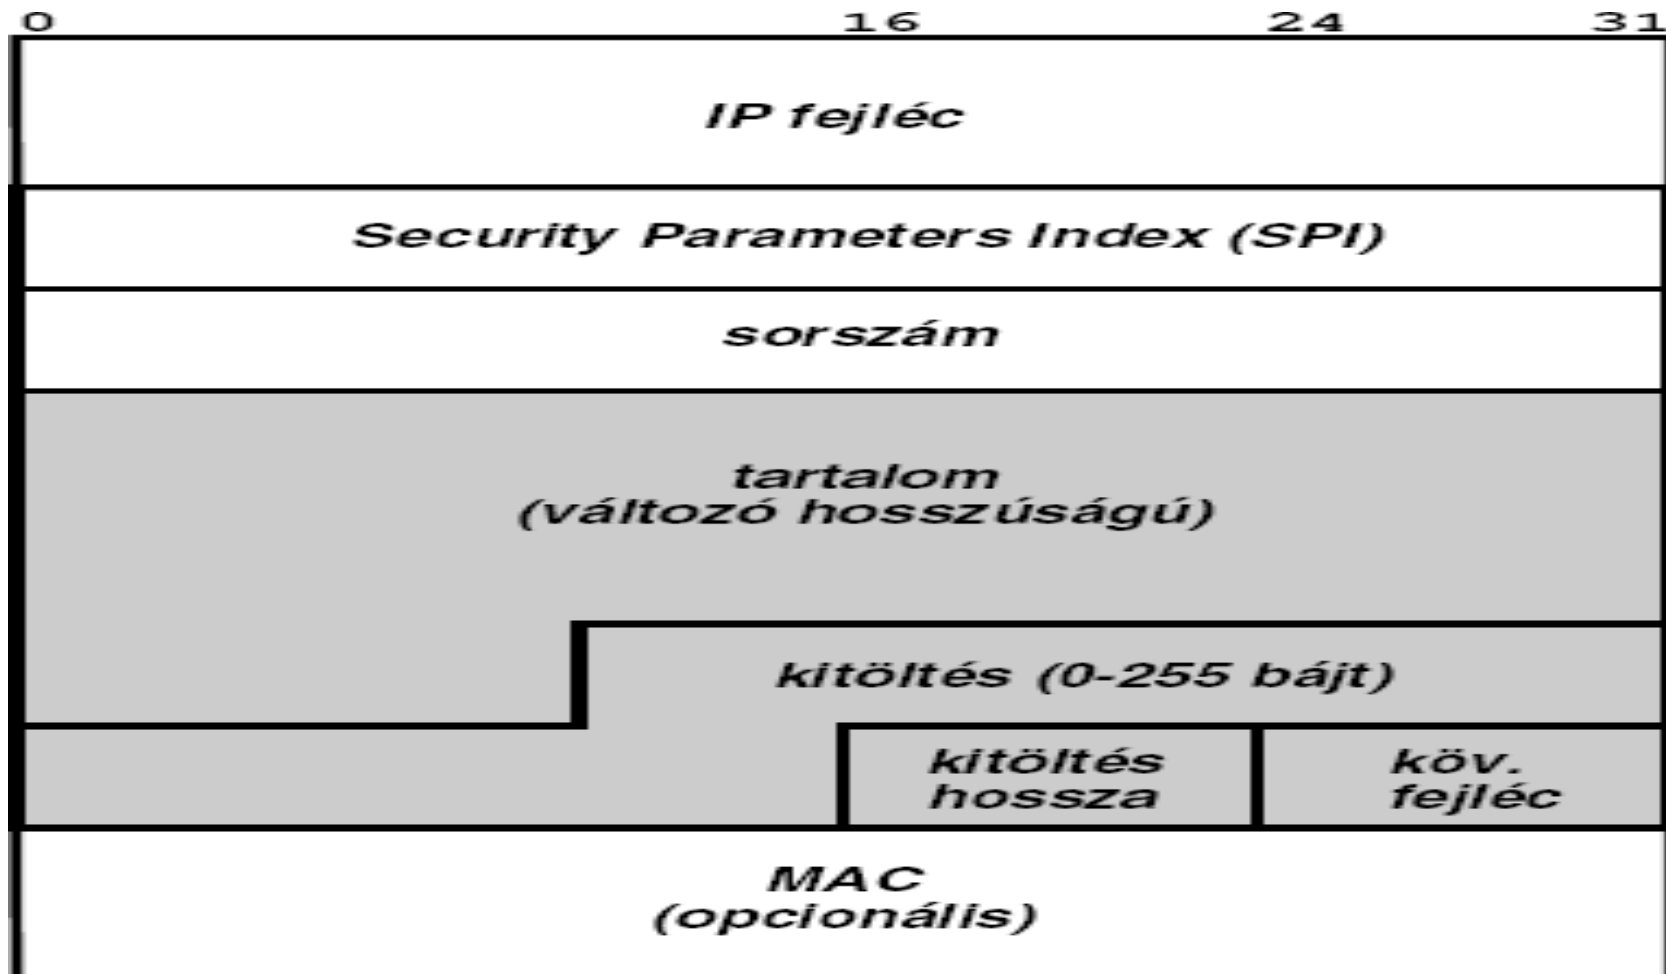 0 16 24 31
IP fejléc
Security Parameters Index (SPI)
sorszám
tartalom
(változó hosszúságú)
kitöltés (0-255 bájt)
kitöltés
hossza
köv.
fejléc
MAC
(opcionális)